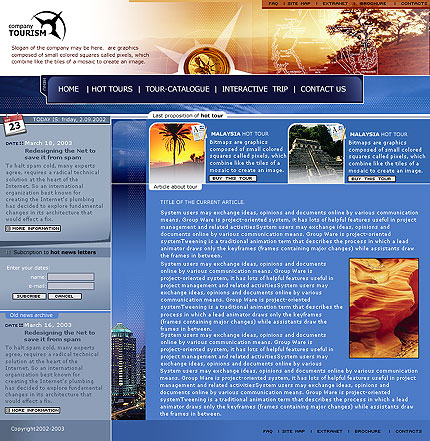 FAQ | SITE MAP | EXTRANET | BROCHURE | CONTACTS
company
TOURISM
Slogan of the company may be here. are graphics
composed of small colored squares called pixels, which
combine like the tiles of a mosaic to create an image.
HOME | HOT TOURS | TOUR-CATALOGUE | INTERACTIVE TRIP | CONTACT US
23
TODAY IS: friday, 2.09.2002
DATE:: March 18, 2003
Redesigning the Net to
save it from spam
To halt spam cold, many experts
agree, requires a radical technical
solution at the heart of the
Internet. So an international
organization best known for
creating the Internet's plumbing
has decided to explore fundamental
changes in its architecture that
would effect a fix.
MORE INFORMATION
:: Subcription to hot news letters
Enter your dates
name:
e-mail:
SUBSCRIBE CANCEL
Old news archive
DATE:: March 16, 2003
Redesigning the Net to
save it from spam
To halt spam cold, many experts
agree, requires a radical technical
solution at the heart of the
Internet. So an international
organization best known for
creating the Internet's plumbing
has decided to explore fundamental
changes in its architecture that
would effect a fix.
MORE INFORMATION
Copyright2002-2003
Last proposition of hot tour
MALAYSIA HOT TOUR
Bitmaps are graphics
composed of small colored
squares called pixels, which
combine like the tiles of a
mosaic to create an image.
BUY THIS TOUR
MALAYSIA HOT TOUR
Bitmaps are graphics
composed of small colored
squares called pixels, which
combine like the tiles of a
mosaic to create an image.
BUY THIS TOUR
Article about tour
TITLE OF THE CURRENT ARTICLE.
System users may exchange ideas, opinions and documents online by various communication
means. Group Ware is project-oriented system, it has lots of helpful features useful in project
management and related activitiesSystem users may exchange ideas, opinions and
documents online by various communication means. Group Ware is project-oriented
systemTweening is a traditional animation term that describes the process in which a lead
animator draws only the keyframes (frames containing major changes) while assistants draw
the frames in between.
System users may exchange ideas, opinions and documents
online by various communication means. Group Ware is
project-oriented system, it has lots of helpful features useful in
project management and related activitiesSystem users may
exchange ideas, opinions and documents online by various
communication means. Group Ware is project-oriented
systemTweening is a traditional animation term that describes the
process in which a lead animator draws only the keyframes
(frames containing major changes) while assistants draw the
frames in between.
System users may exchange ideas, opinions and documents
online by various communication means. Group Ware is
project-oriented system, it has lots of helpful features useful in
project management and related activitiesSystem users may
exchange ideas, opinions and documents online by various
communication means. Group Ware is project-oriented system, it has lots of helpful features useful in project
management and related activitiesSystem users may exchange ideas, opinions and documents
online by various communication means. Group Ware is project-oriented
systemTweening is a traditional animation term that describes the process in which a lead
animator draws only the keyframes (frames containing major changes) while assistants draw
the frames in between.
FAQ | SITE MAP | EXTRANET | BROCHURE | CONTACTS